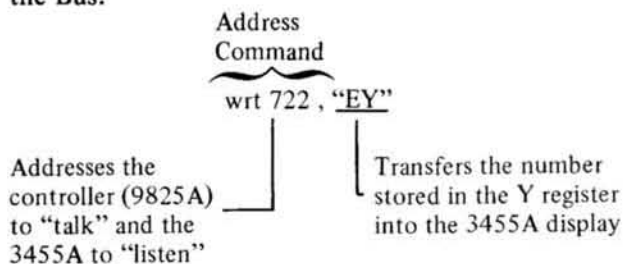 the Bus:
Address
Command
wrt 722 , “EY”
Addresses the
controller (9825A)
to “talk” and the
3455A to “listen”
Transfers the number
stored in the Y register
into the 3455A display